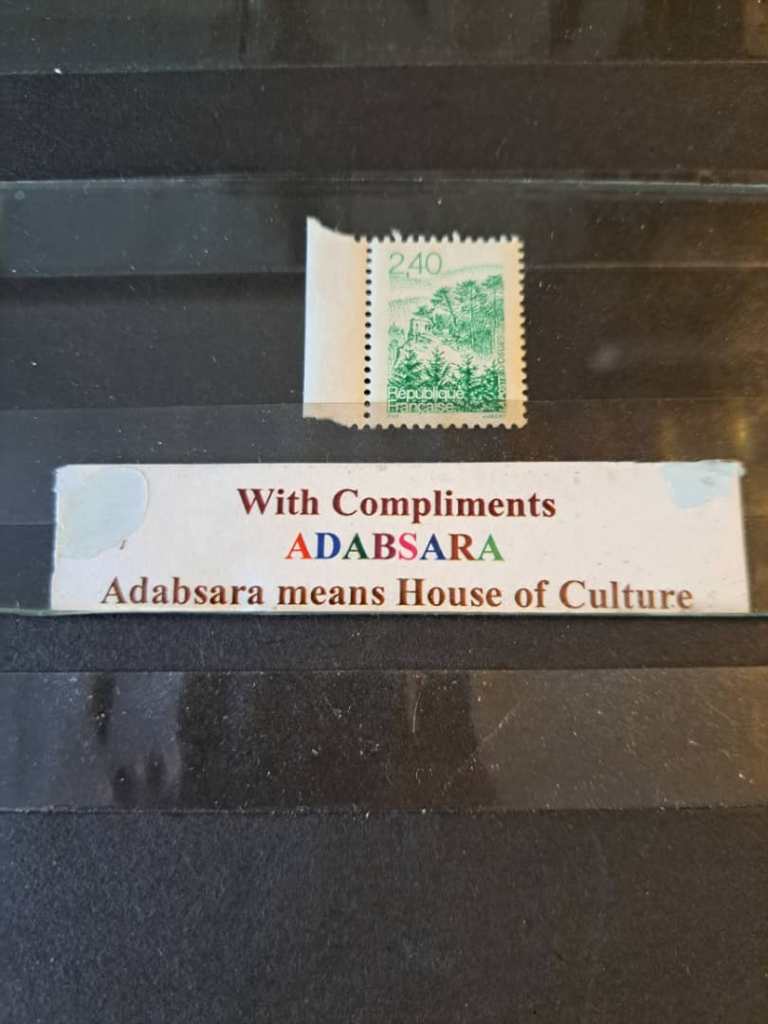 2,40
République
Française
With Compliments
ADABSARA
Adabsara means House of Culture